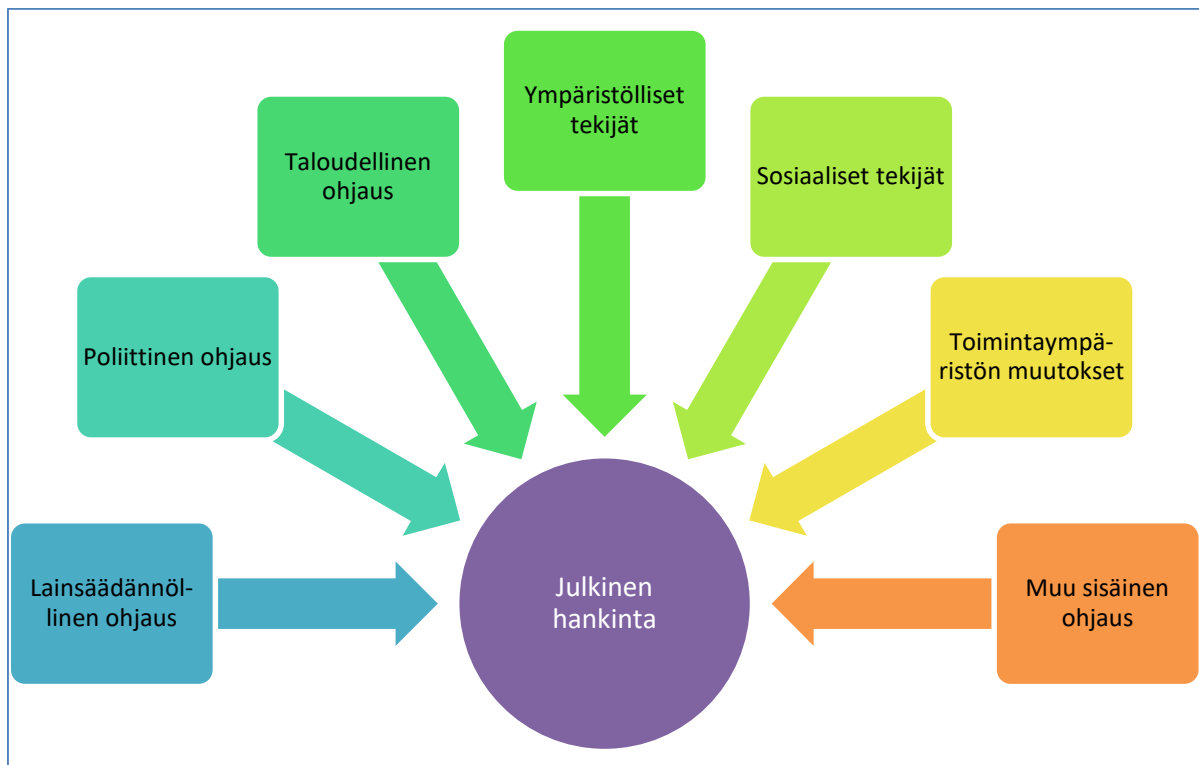 Ympäristölliset
tekijät
Taloudellinen
ohjaus
Sosiaaliset tekijät
Poliittinen ohjaus
Toimintaympä-
ristön muutokset
Lainsäädännöl-
linen ohjaus
Julkinen
hankinta
Muu sisäinen
ohjaus